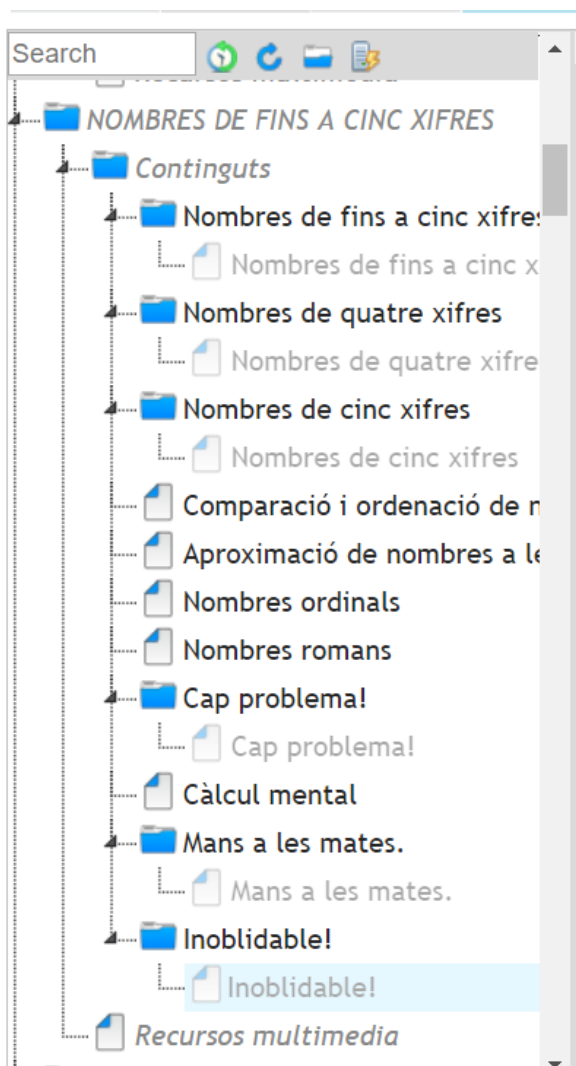 Search
Recursos multimedia
NOMBRES DE FINS A CINC XIFRES
Continguts
Nombres de fins a cinc xifres
Nombres de fins a cinc x
Nombres de quatre xifres
Nombres de quatre xifre
Nombres de cinc xifres
Nombres de cinc xifres
Comparació i ordenació de n
Aproximació de nombres a le
Nombres ordinals
Nombres romans
Cap problema!
Cap problema!
Càlcul mental
Mans a les mates.
Mans a les mates.
Inoblidable!
Inoblidable!
Recursos multimedia